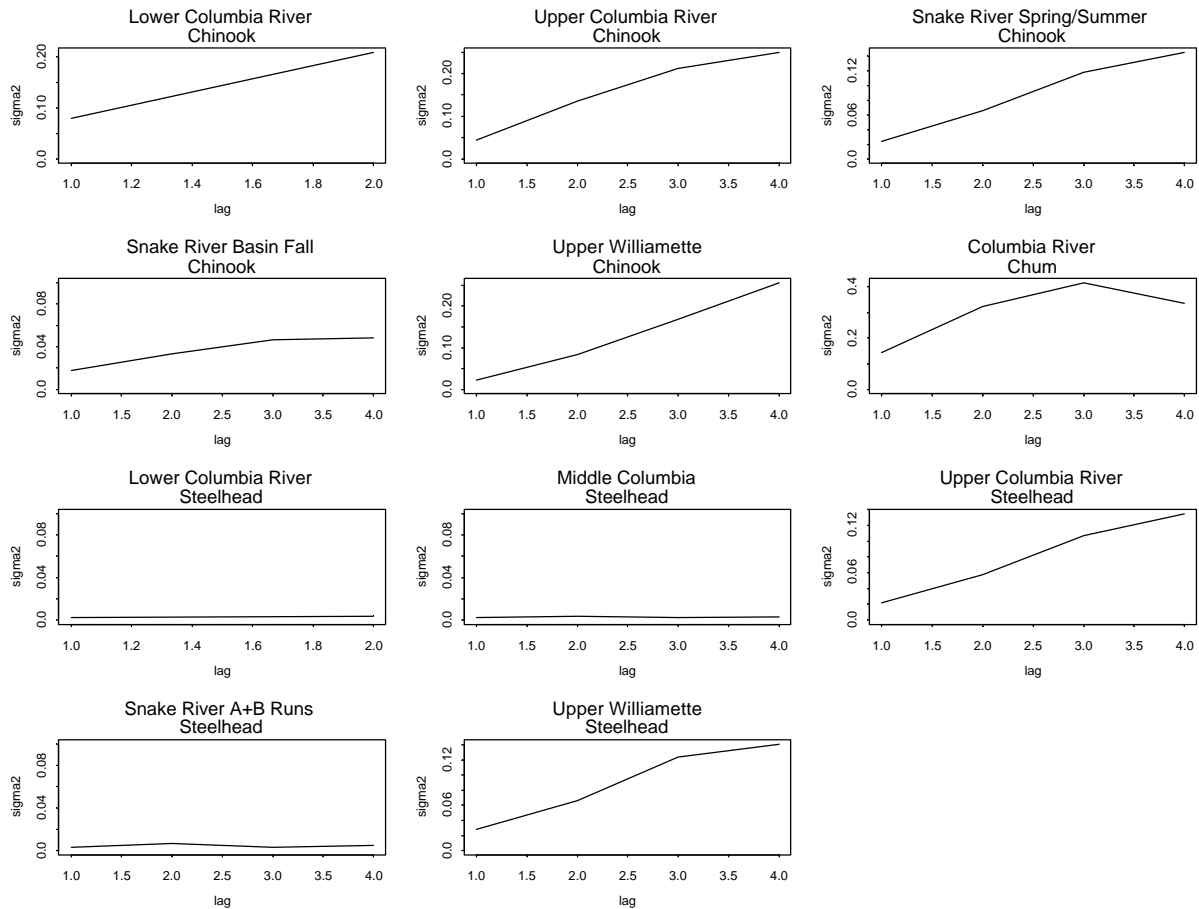 Lower Columbia River
Chinook
sigma2
0.0 0.10 0.20
1.0 1.2 1.4 1.6 1.8 2.0
lag
Upper Columbia River
Chinook
sigma2
0.0 0.10 0.20
1.0 1.5 2.0 2.5 3.0 3.5 4.0
lag
Snake River Spring/Summer
Chinook
sigma2
0.0 0.06 0.12
1.0 1.5 2.0 2.5 3.0 3.5 4.0
lag
Snake River Basin Fall
Chinook
sigma2
0.0 0.04 0.08
1.0 1.5 2.0 2.5 3.0 3.5 4.0
lag
Upper Williamette
Chinook
sigma2
0.0 0.10 0.20
1.0 1.5 2.0 2.5 3.0 3.5 4.0
lag
Columbia River
Chum
sigma2
0.0 0.2 0.4
1.0 1.5 2.0 2.5 3.0 3.5 4.0
lag
Lower Columbia River
Steelhead
sigma2
0.0 0.04 0.08
1.0 1.2 1.4 1.6 1.8 2.0
lag
Middle Columbia
Steelhead
sigma2
0.0 0.04 0.08
1.0 1.5 2.0 2.5 3.0 3.5 4.0
lag
Upper Columbia River
Steelhead
sigma2
0.0 0.06 0.12
1.0 1.5 2.0 2.5 3.0 3.5 4.0
lag
Snake River A+B Runs
Steelhead
sigma2
0.0 0.04 0.08
1.0 1.5 2.0 2.5 3.0 3.5 4.0
lag
Upper Williamette
Steelhead
sigma2
0.0 0.06 0.12
1.0 1.5 2.0 2.5 3.0 3.5 4.0
lag